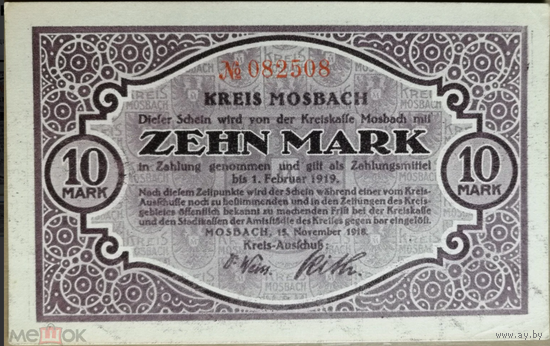 № 082508
KREIS MOSBACH
Dieser Schein wird von der Kreiskasse Mosbach mit
ZEHN MARK
in Zahlung genommen und gilt als Zahlungsmittel
bis 1. Februar 1919.
Nach diesem Zeitpunkte wird der Schein während einer vom Kreis-
Ausschusse noch zu bestimmenden und in den Zeitungen des Kreis-
gebietes öffentlich bekannt zu machenden Frist bei der Kreiskasse
und den Stadtkassen der Amtsstädte des Kreises gegen bar eingelöst.
MOSBACH, 15. November 1918.
Kreis-Ausschuß:
10
MARK
10
MARK
KREIS
MOSBACH
KREIS
MOSBACH
МЕШОК
www.ay.by